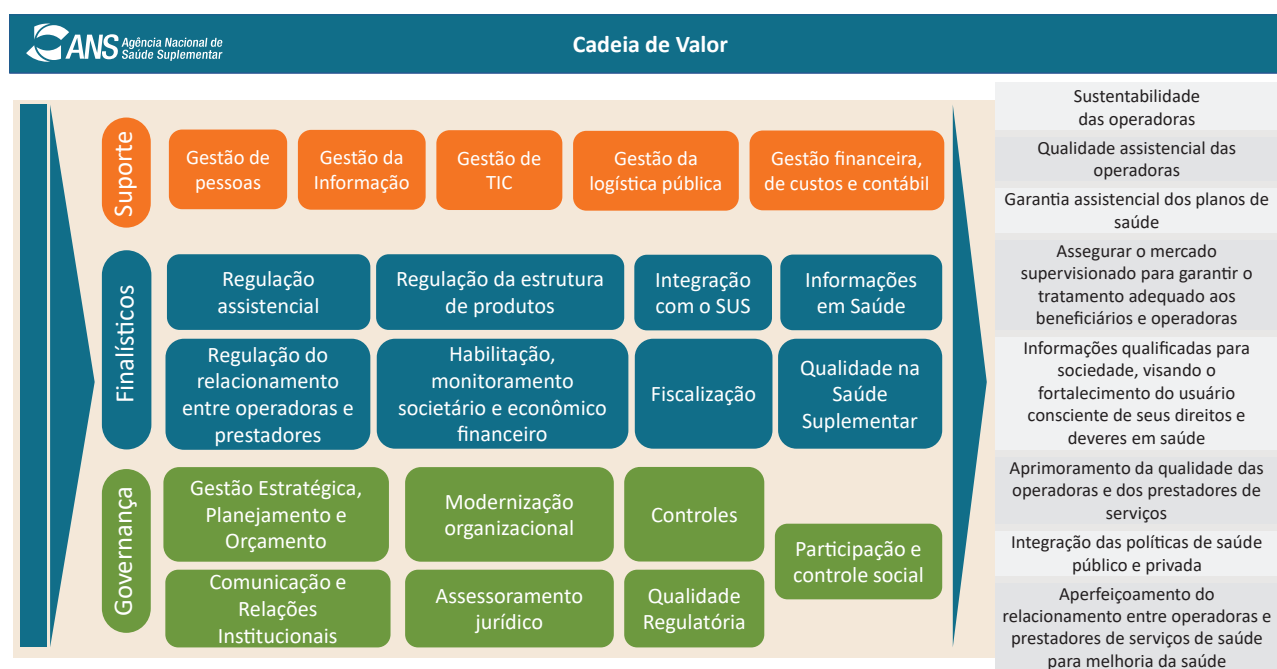 ANS Agência Nacional de
Saúde Suplementar
Cadeia de Valor
Suporte
Gestão de
pessoas
Gestão da
Informação
Gestão de
TIC
Gestão da
logística pública
Gestão financeira,
de custos e contábil
Finalísticos
Regulação
assistencial
Regulação da estrutura
de produtos
Integração
com o SUS
Informações
em Saúde
Regulação do
relacionamento
entre operadoras e
prestadores
Habilitação,
monitoramento
societário e econômico
financeiro
Fiscalização
Qualidade na
Saúde
Suplementar
Governança
Gestão Estratégica,
Planejamento e
Orçamento
Modernização
organizacional
Controles
Participação e
controle social
Comunicação e
Relações
Institucionais
Assessoramento
jurídico
Qualidade
Regulatória
Sustentabilidade
das operadoras
Qualidade assistencial das
operadoras
Garantia assistencial dos planos de
saúde
Assegurar o mercado
supervisionado para garantir o
tratamento adequado aos
beneficiários e operadoras
Informações qualificadas para
sociedade, visando o
fortalecimento do usuário
consciente de seus direitos e
deveres em saúde
Aprimoramento da qualidade das
operadoras e dos prestadores de
serviços
Integração das políticas de saúde
público e privada
Aperfeiçoamento do
relacionamento entre operadoras e
prestadores de serviços de saúde
para melhoria da saúde